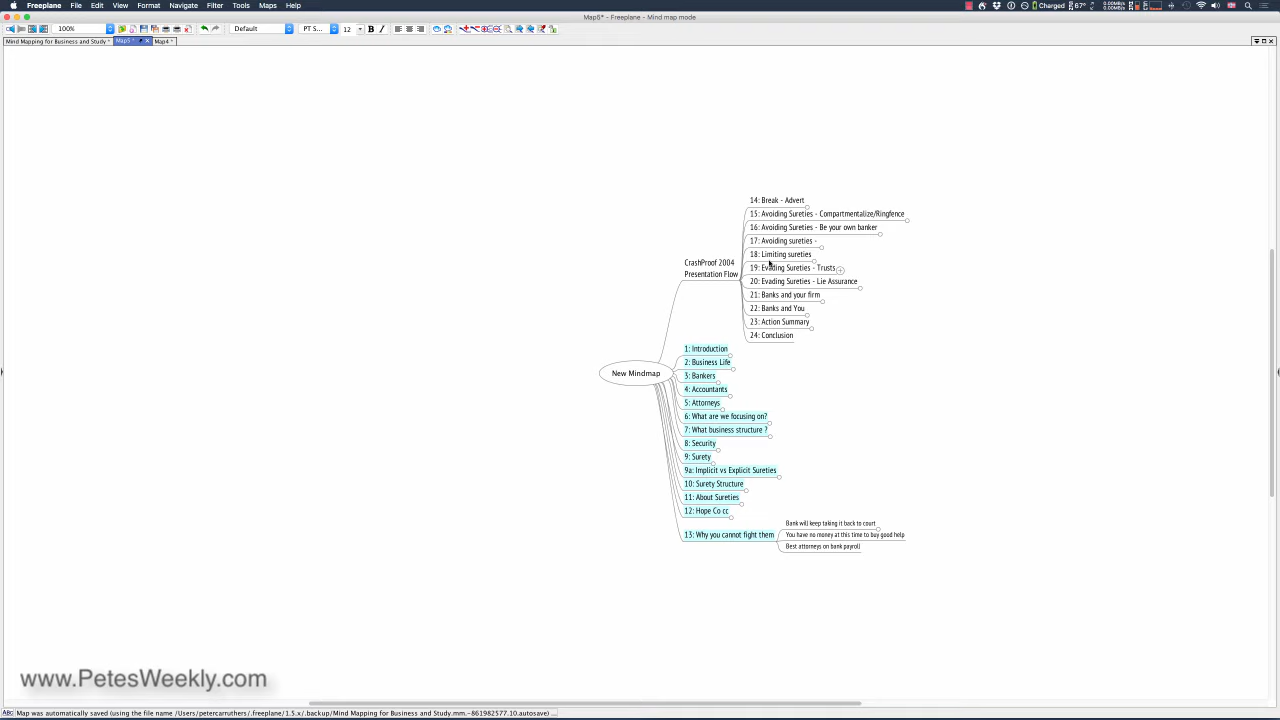 Freeplane File Edit View Format Navigate Filter Tools Maps Help
Charged 67°
Map5* - Freeplane - Mind map mode
100% Default PT S... 12 B I
Mind Mapping for Business and Study * Map5 * Map4 *
14: Break - Advert
15: Avoiding Sureties - Compartmentalize/Ringfence
16: Avoiding Sureties - Be your own banker
17: Avoiding sureties -
18: Limiting sureties
19: Evading Sureties - Trusts
20: Evading Sureties - Lie Assurance
21: Banks and your firm
22: Banks and You
23: Action Summary
24: Conclusion
CrashProof 2004
Presentation Flow
New Mindmap
1: Introduction
2: Business Life
3: Bankers
4: Accountants
5: Attorneys
6: What are we focusing on?
7: What business structure ?
8: Security
9: Surety
9a: Implicit vs Explicit Sureties
10: Surety Structure
11: About Sureties
12: Hope Co cc
13: Why you cannot fight them
Bank will keep taking it back to court
You have no money at this time to buy good help
Best attorneys on bank payroll
www.PetesWeekly.com
Map was automatically saved (using the file name /Users/petercarruthers/.freeplane/1.5.x/.backup/Mind Mapping for Business and Study.mm.-861982577.10.autosave) ...